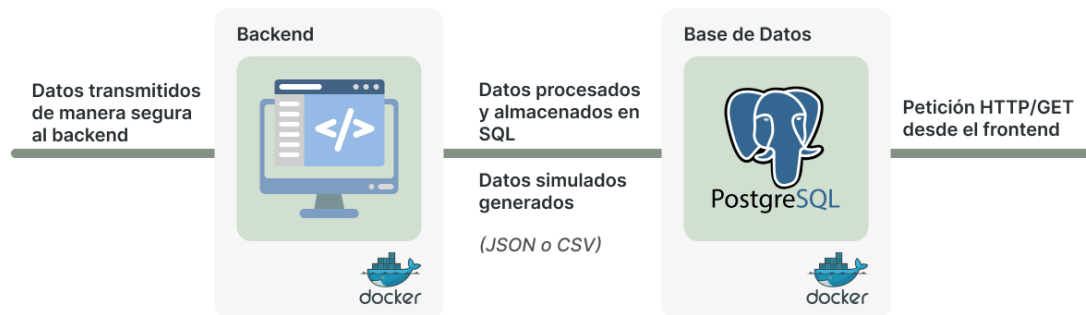 Backend
Base de Datos
Datos transmitidos
de manera segura
al backend
</>
Datos procesados
y almacenados en
SQL
Datos simulados
generados
(JSON o CSV)
PostgreSQL
Petición HTTP/GET
desde el frontend
docker
docker